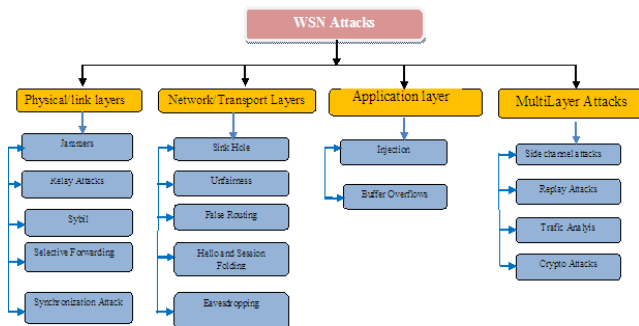 WSN Attacks
Physical/link layers
Network/Transport Layers
Application layer
MultiLayer Attacks
Jammers
Relay Attacks
Sybil
Selective Forwarding
Synchronization Attack
Sink Hole
Unfairness
False Routing
Hello and Session
Folding
Eavesdropping
Injection
Buffer Overflows
Side channel attacks
Replay Attacks
Trafic Analyis
Crypto Attacks